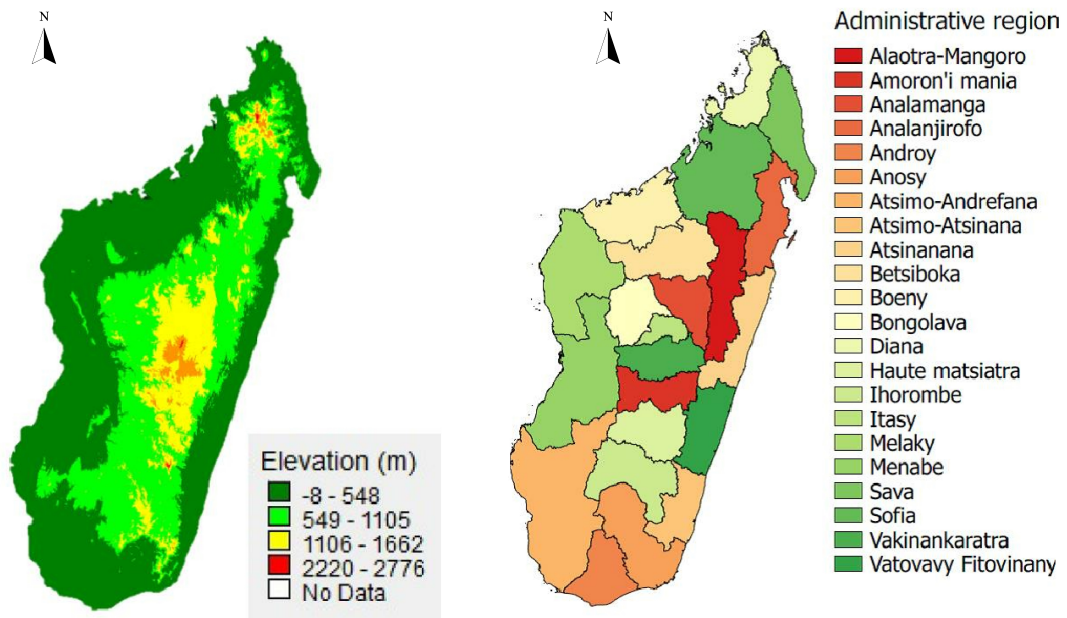 N
Elevation (m)
-8 - 548
549 - 1105
1106 - 1662
2220 - 2776
No Data
N
Administrative region
Alaotra-Mangoro
Amoron'i mania
Analamanga
Analanjirofo
Androy
Anosy
Atsimo-Andrefana
Atsimo-Atsinana
Atsinanana
Betsiboka
Boeny
Bongolava
Diana
Haute matsiatra
Ihorombe
Itasy
Melaky
Menabe
Sava
Sofia
Vakinankaratra
Vatovavy Fitovinany